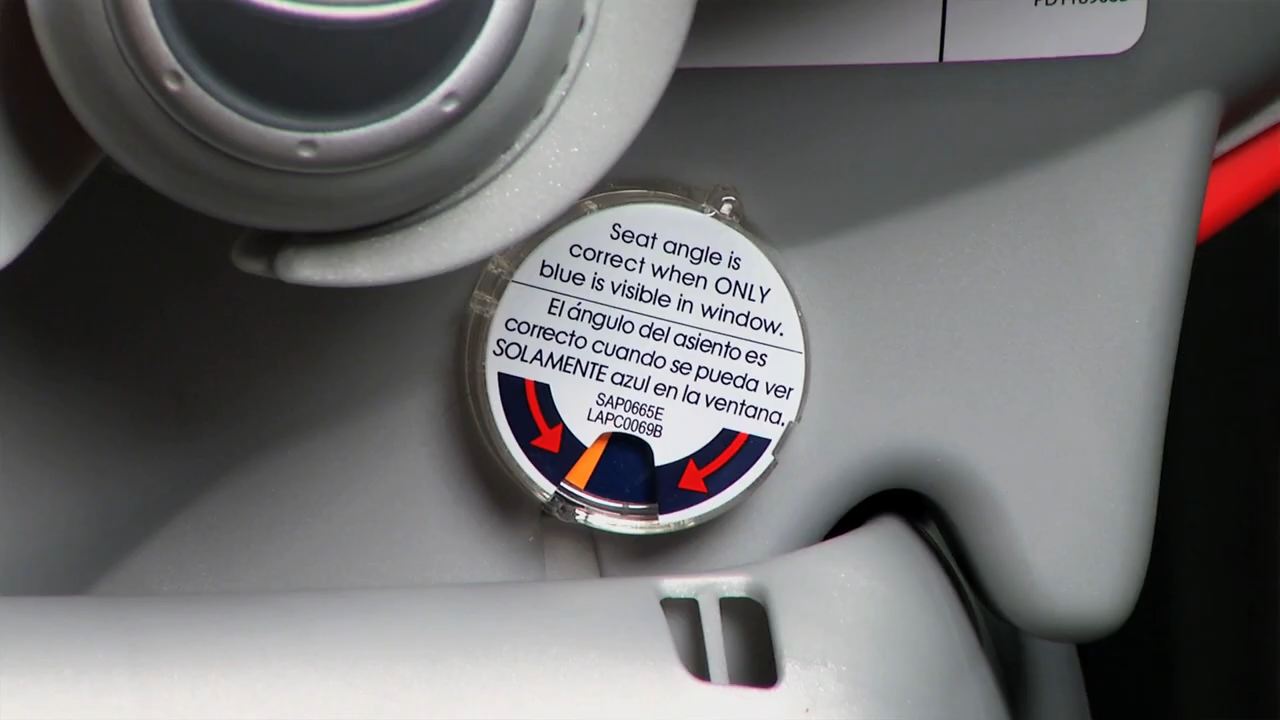 Seat angle is
correct when ONLY
blue is visible in window.
El ángulo del asiento es
correcto cuando se pueda ver
SOLAMENTE azul en la ventana.
SAP0665E
LAPC0069B